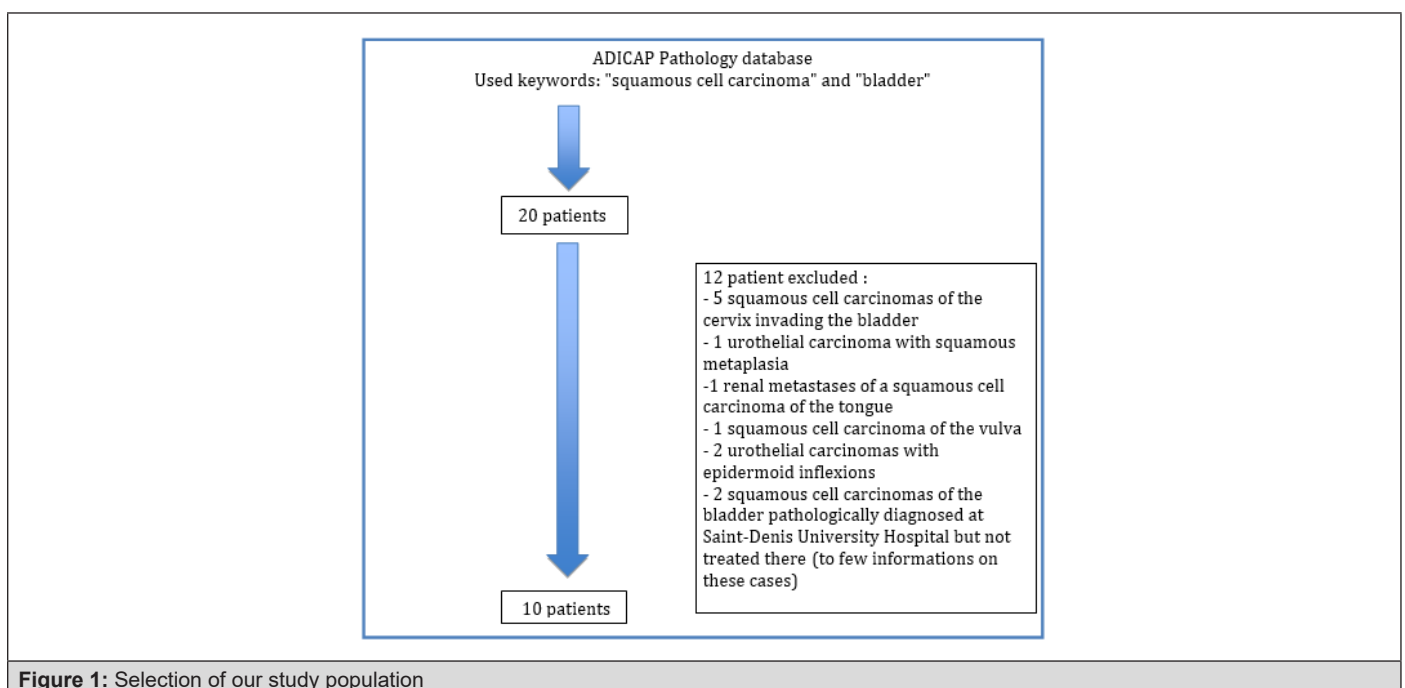 ADICAP Pathology database
Used keywords: "squamous cell carcinoma" and "bladder"
20 patients
12 patient excluded :
- 5 squamous cell carcinomas of the
cervix invading the bladder
- 1 urothelial carcinoma with squamous
metaplasia
-1 renal metastases of a squamous cell
carcinoma of the tongue
- 1 squamous cell carcinoma of the vulva
- 2 urothelial carcinomas with
epidermoid inflexions
- 2 squamous cell carcinomas of the
bladder pathologically diagnosed at
Saint-Denis University Hospital but not
treated there (to few informations on
these cases)
10 patients
Figure 1: Selection of our study population